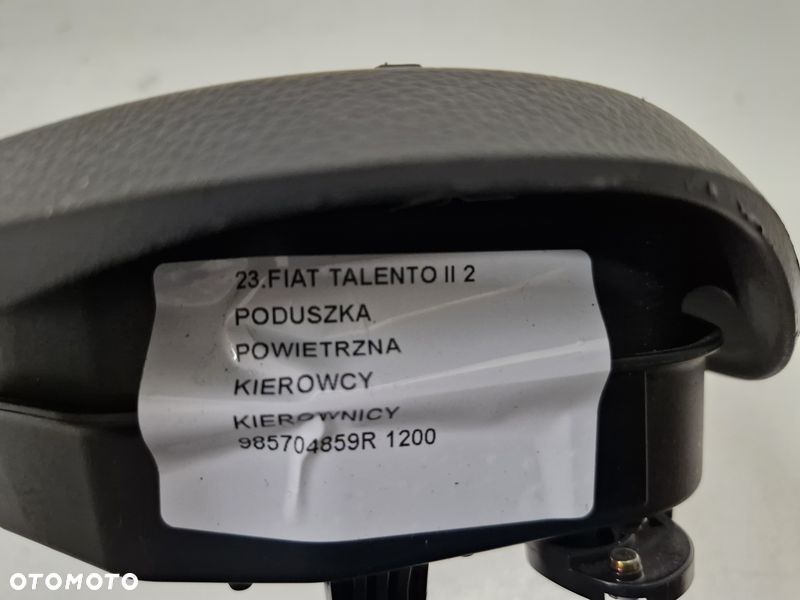 23.FIAT TALENTO II 2
PODUSZKA
POWIETRZNA
KIEROWCY
KIEROWNICY
985704859R 1200
OTOMOTO